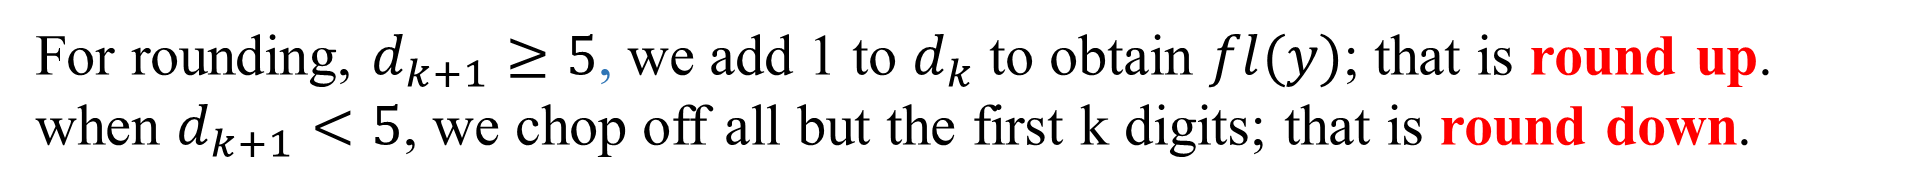 For rounding, dₖ₊₁ ≥ 5, we add 1 to dₖ to obtain fl(y); that is round up.
when dₖ₊₁ < 5, we chop off all but the first k digits; that is round down.